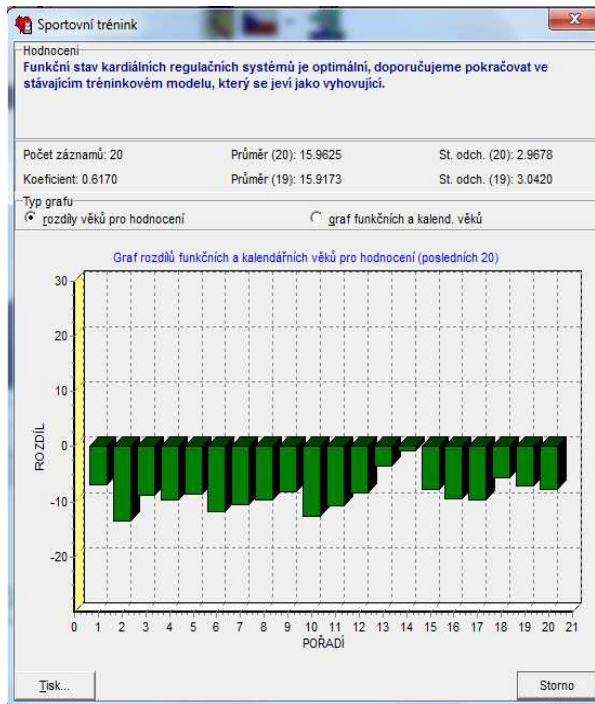 Sportovní trénink
Hodnocení
Funkční stav kardiálních regulačních systémů je optimální, doporučujeme pokračovat ve
stávajícím tréninkovém modelu, který se jeví jako vyhovující.
Počet záznamů: 20 Průměr (20): 15.9625 St. odch. (20): 2.9678
Koeficient: 0.6170 Průměr (19): 15.9173 St. odch. (19): 3.0420
Typ grafu
rozdíly věků pro hodnocení graf funkčních a kalend. věků
Graf rozdílů funkčních a kalendářních věků pro hodnocení (posledních 20)
30
20
10
0
-10
-20
ROZDÍL
0 1 2 3 4 5 6 7 8 9 10 11 12 13 14 15 16 17 18 19 20 21
POŘADÍ
Tisk... Storno